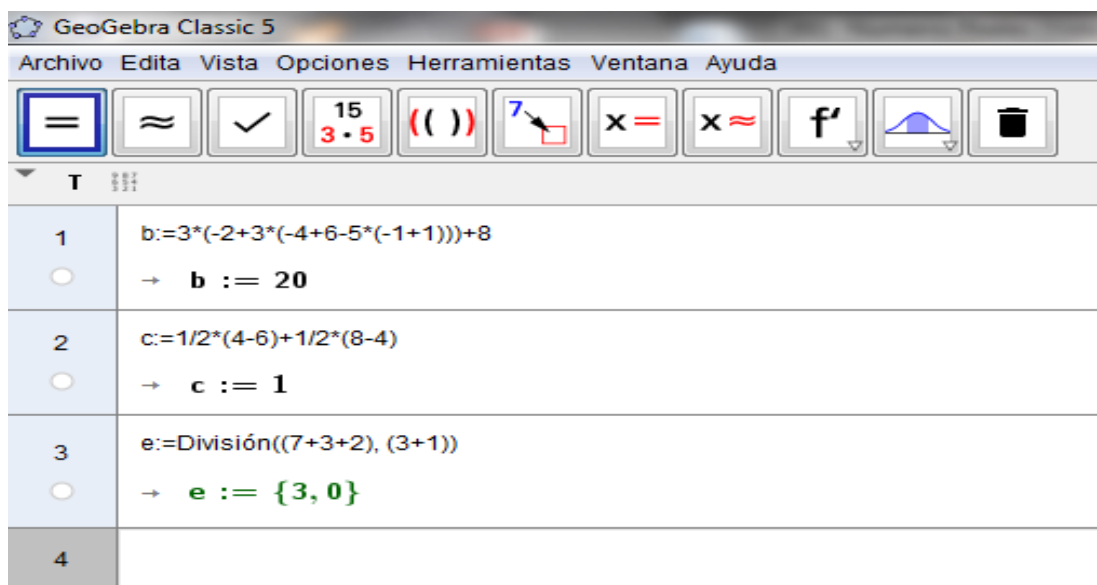 GeoGebra Classic 5
Archivo Edita Vista Opciones Herramientas Ventana Ayuda
= ≈ ✓ 15 3 • 5 (( )) 7 x = x ≈ f′
T
1 b:=3*(-2+3*(-4+6-5*(-1+1)))+8
→ b := 20
2 c:=1/2*(4-6)+1/2*(8-4)
→ c := 1
3 e:=División((7+3+2), (3+1))
→ e := {3, 0}
4